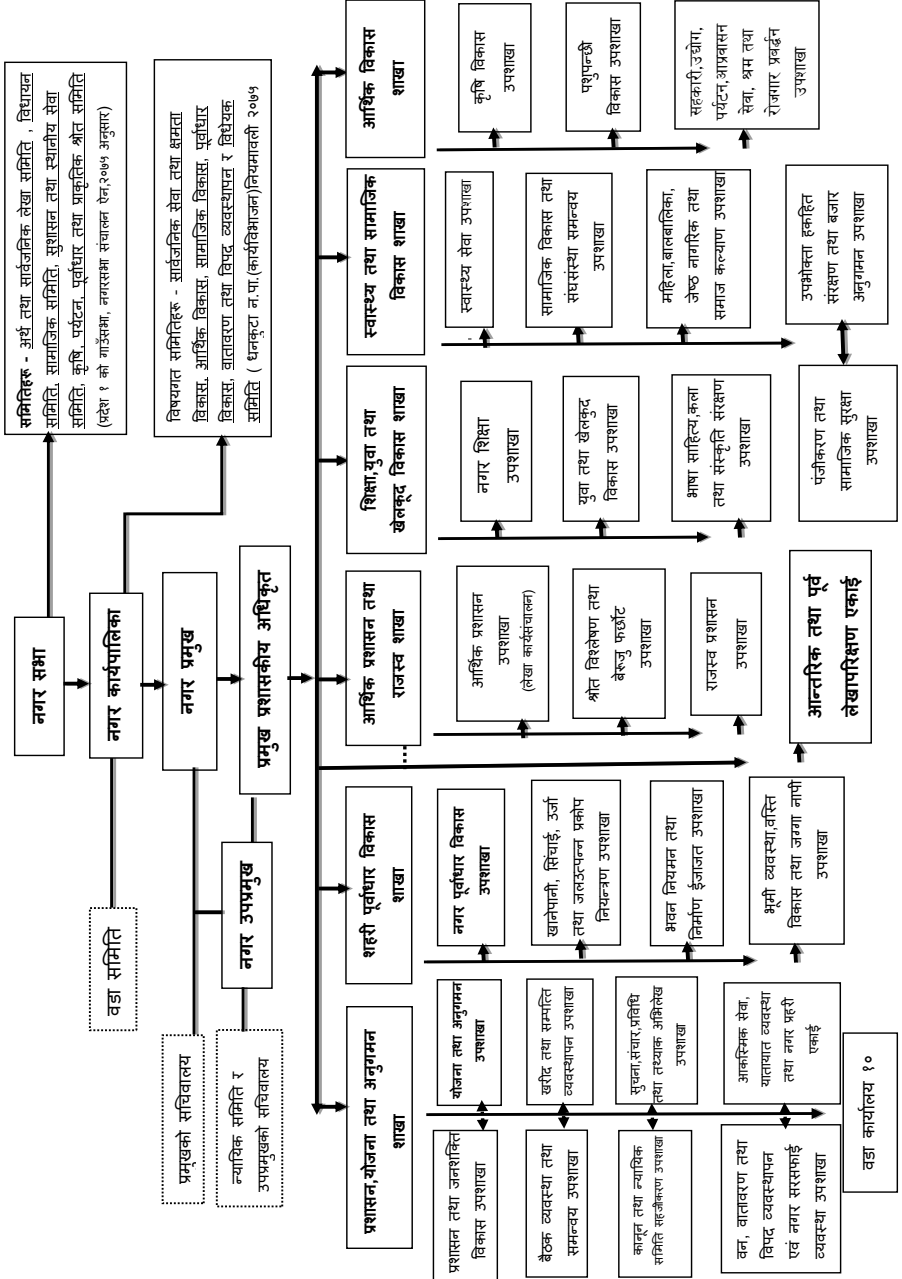 नगर सभा
समितिहरू - अर्थ तथा सार्वजनिक लेखा समिति , विधायन
समिति, सामाजिक समिति, सुशासन तथा स्थानीय सेवा
समिति, कृषि, पर्यटन, पूर्वाधार तथा प्राकृतिक श्रोत समिति
(प्रदेश १ को गाउँसभा, नगरसभा संचालन ऐन,२०७५ अनुसार)
वडा समिति
नगर कार्यपालिका
विषयगत समितिहरू - सार्वजनिक सेवा तथा क्षमता
विकास, आर्थिक विकास, सामाजिक विकास, पूर्वाधार
विकास, वातावरण तथा विपद व्यवस्थापन र विधेयक
समिति ( धनकुटा न.पा.(कार्यविभाजन)नियमावली २०७५
प्रमुखको सचिवालय
नगर प्रमुख
न्यायिक समिति र
उपप्रमुखको सचिवालय
नगर उपप्रमुख
प्रमुख प्रशासकीय अधिकृत
प्रशासन,योजना तथा अनुगमन
शाखा
शहरी पूर्वाधार विकास
शाखा
आर्थिक प्रशासन तथा
राजस्व शाखा
शिक्षा,युवा तथा
खेलकूद विकास शाखा
स्वास्थ्य तथा सामाजिक
विकास शाखा
आर्थिक विकास
शाखा
प्रशासन तथा जनशक्ति
विकास उपशाखा
योजना तथा अनुगमन
उपशाखा
नगर पूर्वाधार विकास
उपशाखा
आर्थिक प्रशासन
उपशाखा
(लेखा कार्यसंचालन)
नगर शिक्षा
उपशाखा
स्वास्थ्य सेवा उपशाखा
कृषि विकास
उपशाखा
बैठक व्यवस्था तथा
समन्वय उपशाखा
खरीद तथा सम्पत्ति
व्यवस्थापन उपशाखा
खानेपानी, सिंचाई, उर्जा
तथा जलउत्पन्न प्रकोप
नियन्त्रण उपशाखा
श्रोत विश्लेषण तथा
बेरूजु फर्छोट
उपशाखा
युवा तथा खेलकुद
विकास उपशाखा
सामाजिक विकास तथा
संघसंस्था समन्वय
उपशाखा
पशुपन्छी
विकास उपशाखा
कानून तथा न्यायिक
समिति सहजीकरण उपशाखा
सुचना,संचार,प्रविधि
तथा तथ्याक अभिलेख
उपशाखा
भवन नियमन तथा
निर्माण ईजाजत उपशाखा
राजस्व प्रशासन
उपशाखा
भाषा साहित्य,कला
तथा संस्कृति संरक्षण
उपशाखा
महिला,बालबालिका,
जेष्ठ नागरिक तथा
समाज कल्याण उपशाखा
सहकारी,उद्योग,
पर्यटन,आप्रवासन
सेवा, श्रम तथा
रोजगार प्रबर्द्धन
उपशाखा
वन, वातावरण तथा
विपद व्यवस्थापन
एवं नगर सरसफाई
व्यवस्था उपशाखा
आकस्मिक सेवा,
यातायात व्यवस्था
तथा नगर प्रहरी
एकाई
भूमी व्यवस्था,वस्ति
विकास तथा जग्गा नापी
उपशाखा
आन्तरिक तथा पूर्व
लेखापरिक्षण एकाई
पंजीकरण तथा
सामाजिक सुरक्षा
उपशाखा
उपभोक्ता हकहित
संरक्षण तथा बजार
अनुगमन उपशाखा
वडा कार्यालय १०